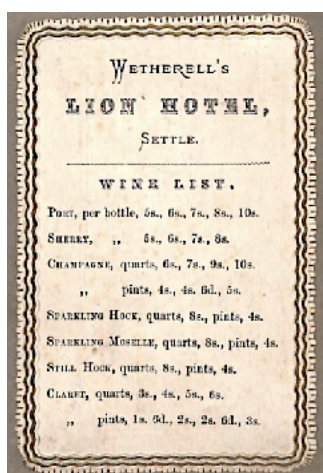 WETHERELL'S
LION HOTEL,
SETTLE.
WINE LIST.
PORT, per bottle, 5s., 6s., 7s., 8s., 10s.
SHERRY, „ 5s., 6s., 7s., 8s.
CHAMPAGNE, quarts, 6s., 7s., 9s., 10s.
„ pints, 4s., 4s. 6d., 5s.
SPARKLING HOCK, quarts, 8s., pints, 4s.
SPARKLING MOSELLE, quarts, 8s., pints, 4s.
STILL HOCK, quarts, 8s., pints, 4s.
CLARET, quarts, 3s., 4s., 5s., 6s.
„ pints, 1s. 6d., 2s., 2s. 6d., 3s.